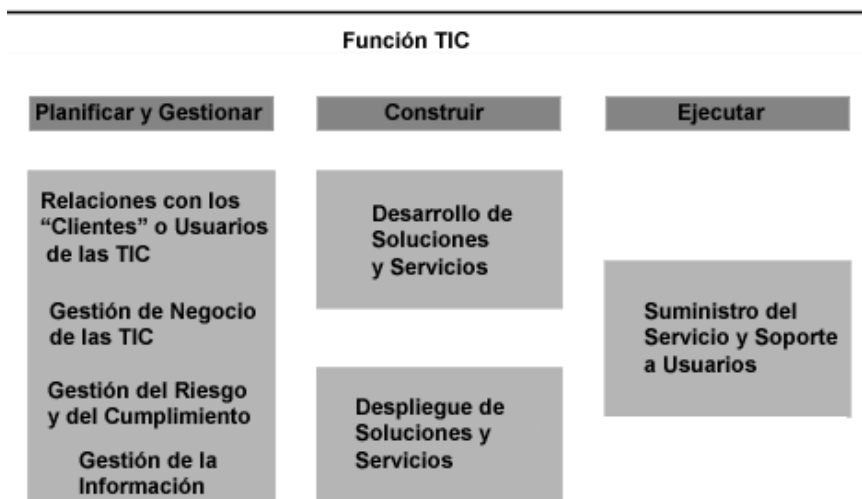 Función TIC
Planificar y Gestionar
Relaciones con los
“Clientes” o Usuarios
de las TIC
Gestión de Negocio
de las TIC
Gestión del Riesgo
y del Cumplimiento
Gestión de la
Información
Construir
Desarrollo de
Soluciones
y Servicios
Despliegue de
Soluciones y
Servicios
Ejecutar
Suministro del
Servicio y Soporte
a Usuarios